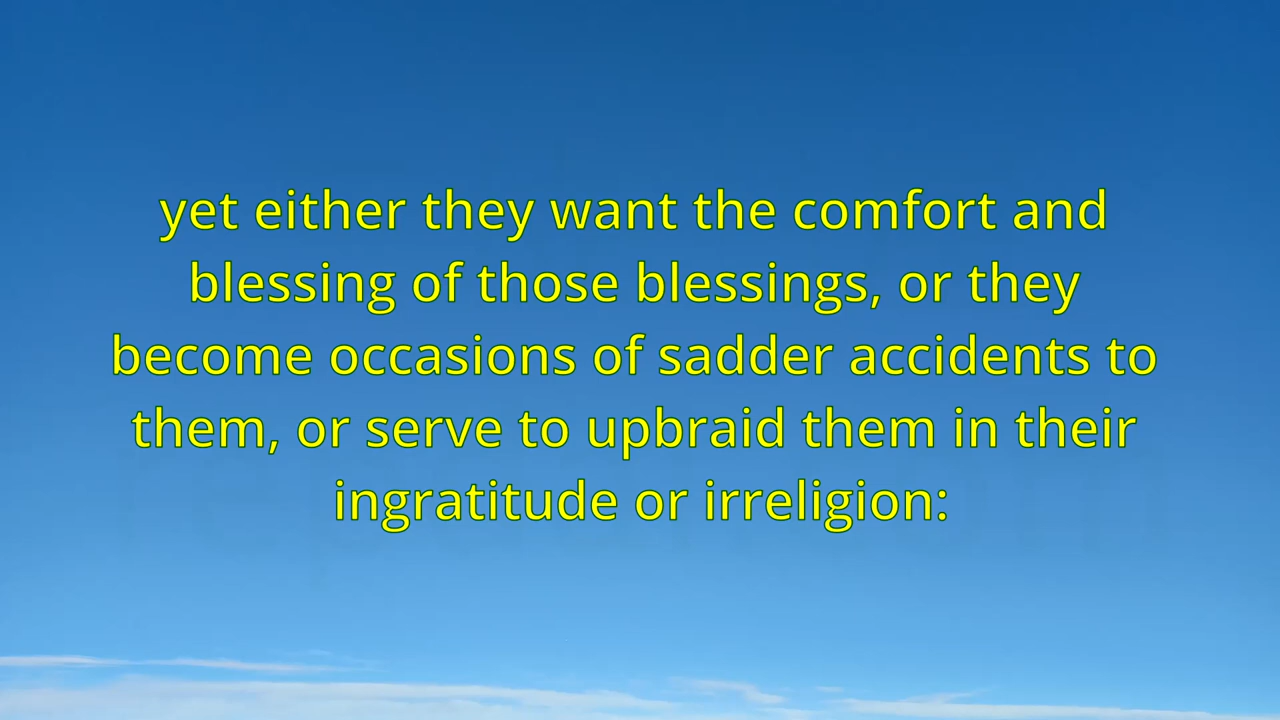 yet either they want the comfort and
blessing of those blessings, or they
become occasions of sadder accidents to
them, or serve to upbraid them in their
ingratitude or irreligion: